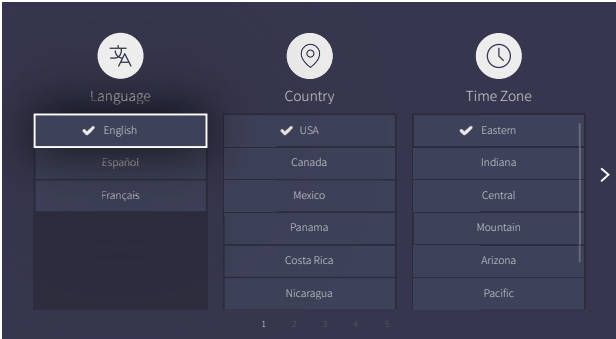 Language
English
Español
Français
Country
USA
Canada
Mexico
Panama
Costa Rica
Nicaragua
Time Zone
Eastern
Indiana
Central
Mountain
Arizona
Pacific
1 2 3 4 5